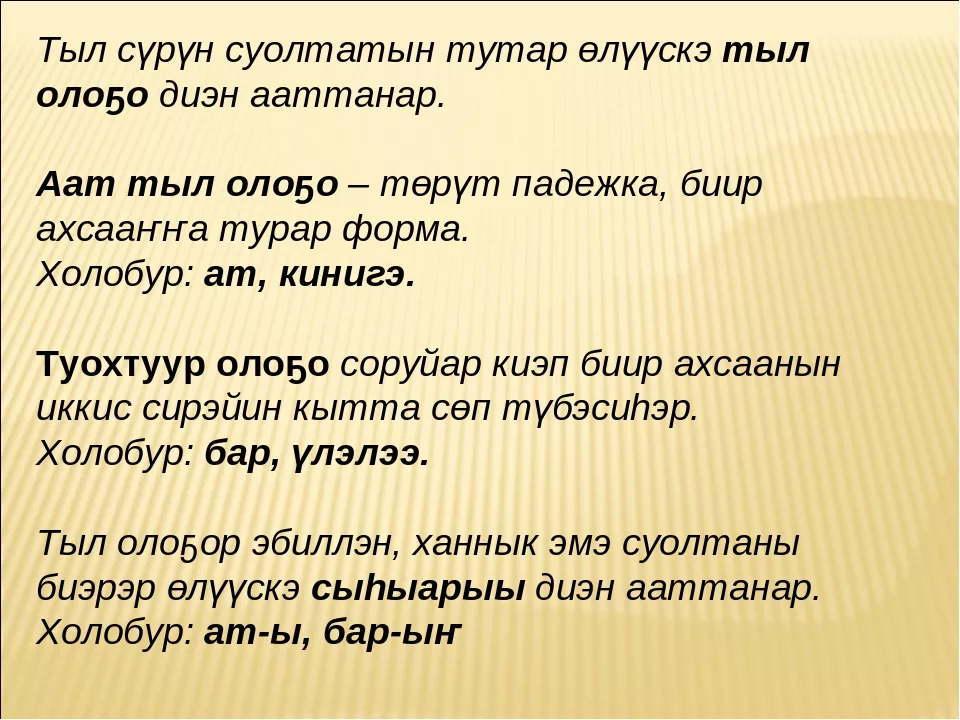 Тыл сүрүн суолтатын тутар өлүүскэ тыл
олоҕо диэн ааттанар.
Аат тыл олоҕо – төрүт падежка, биир
ахсааҥҥа турар форма.
Холобур: ат, кинигэ.
Туохтуур олоҕо соруйар киэп биир ахсаанын
иккис сирэйин кытта сөп түбэсиһэр.
Холобур: бар, үлэлээ.
Тыл олоҕор эбиллэн, ханнык эмэ суолтаны
биэрэр өлүүскэ сыһыарыы диэн ааттанар.
Холобур: ат-ы, бар-ыҥ